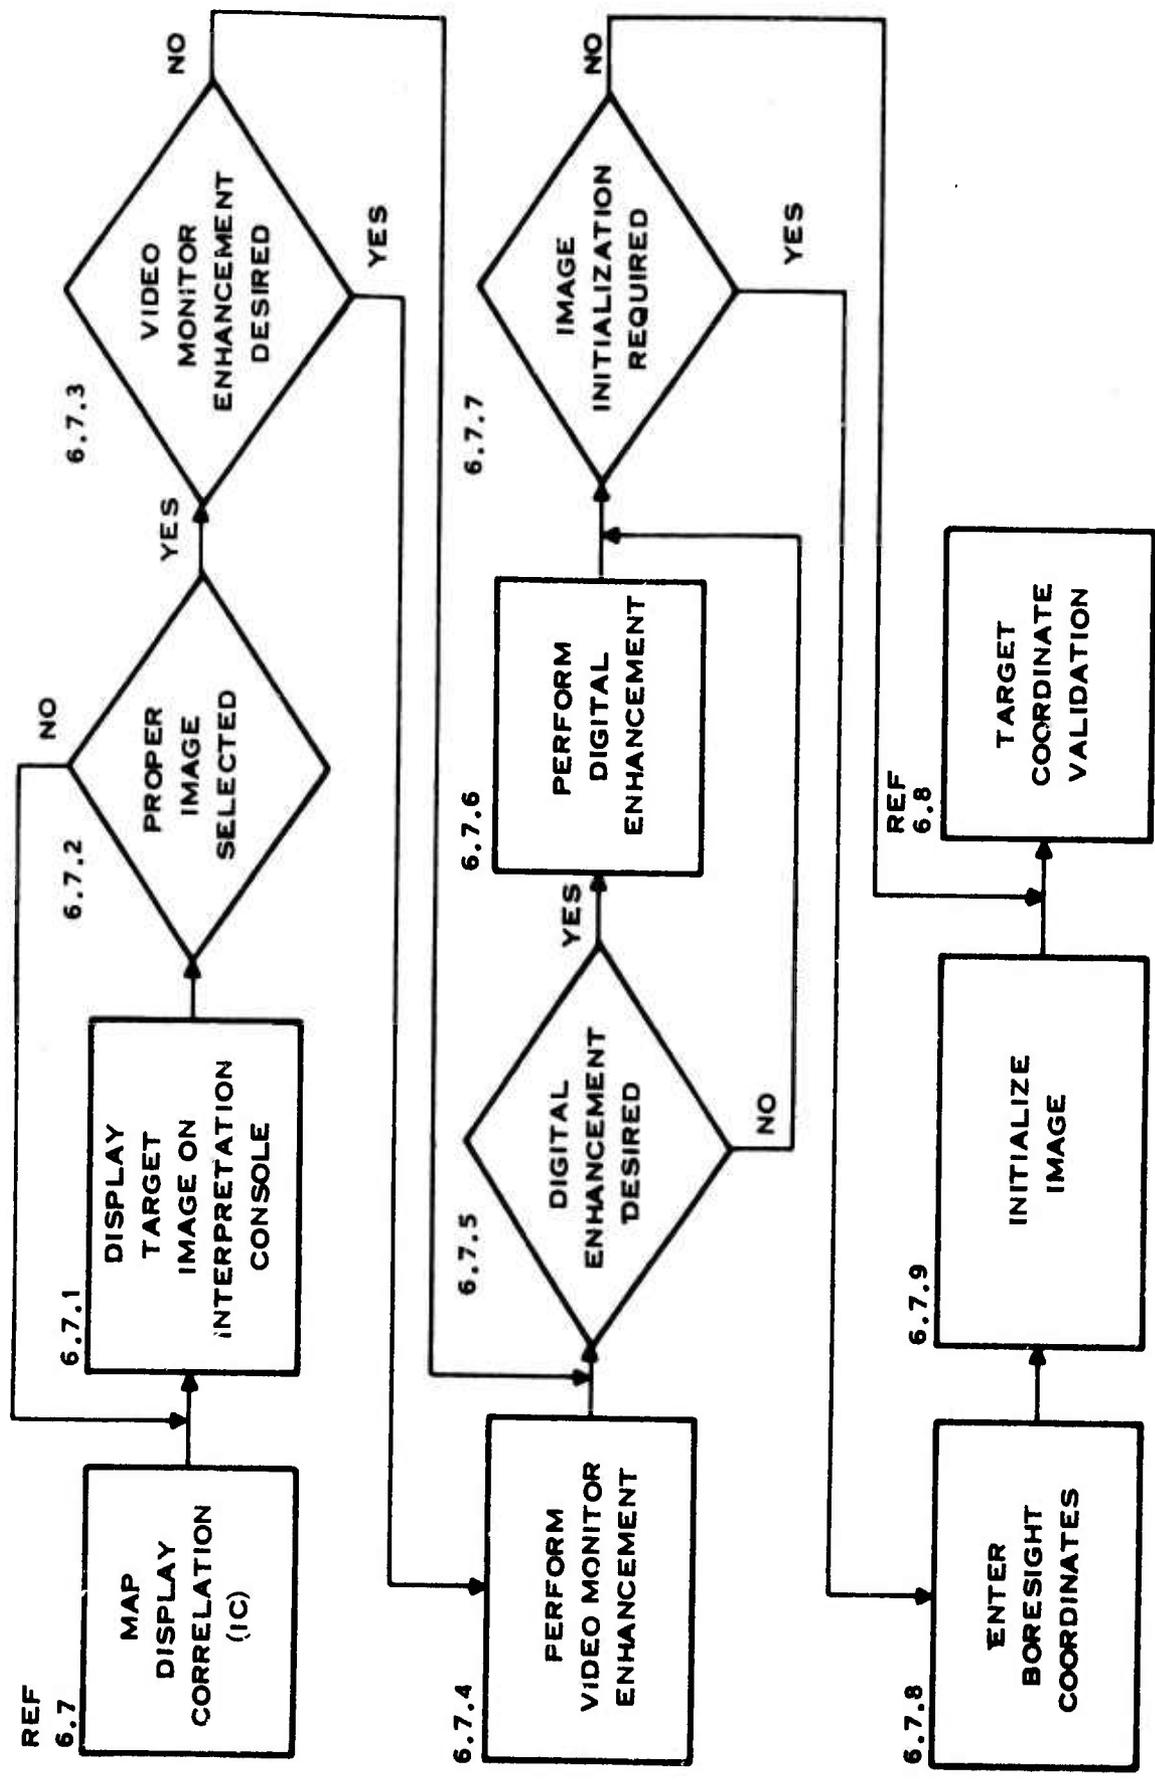 REF
6.7
MAP
DISPLAY
CORRELATION
(IC)
6.7.1
DISPLAY
TARGET
IMAGE ON
INTERPRETATION
CONSOLE
6.7.2
PROPER
IMAGE
SELECTED
NO
YES
6.7.3
VIDEO
MONITOR
ENHANCEMENT
DESIRED
NO
YES
6.7.4
PERFORM
VIDEO MONITOR
ENHANCEMENT
6.7.5
DIGITAL
ENHANCEMENT
DESIRED
YES
NO
6.7.6
PERFORM
DIGITAL
ENHANCEMENT
6.7.7
IMAGE
INITIALIZATION
REQUIRED
NO
YES
6.7.8
ENTER
BORESIGHT
COORDINATES
6.7.9
INITIALIZE
IMAGE
REF
6.8
TARGET
COORDINATE
VALIDATION